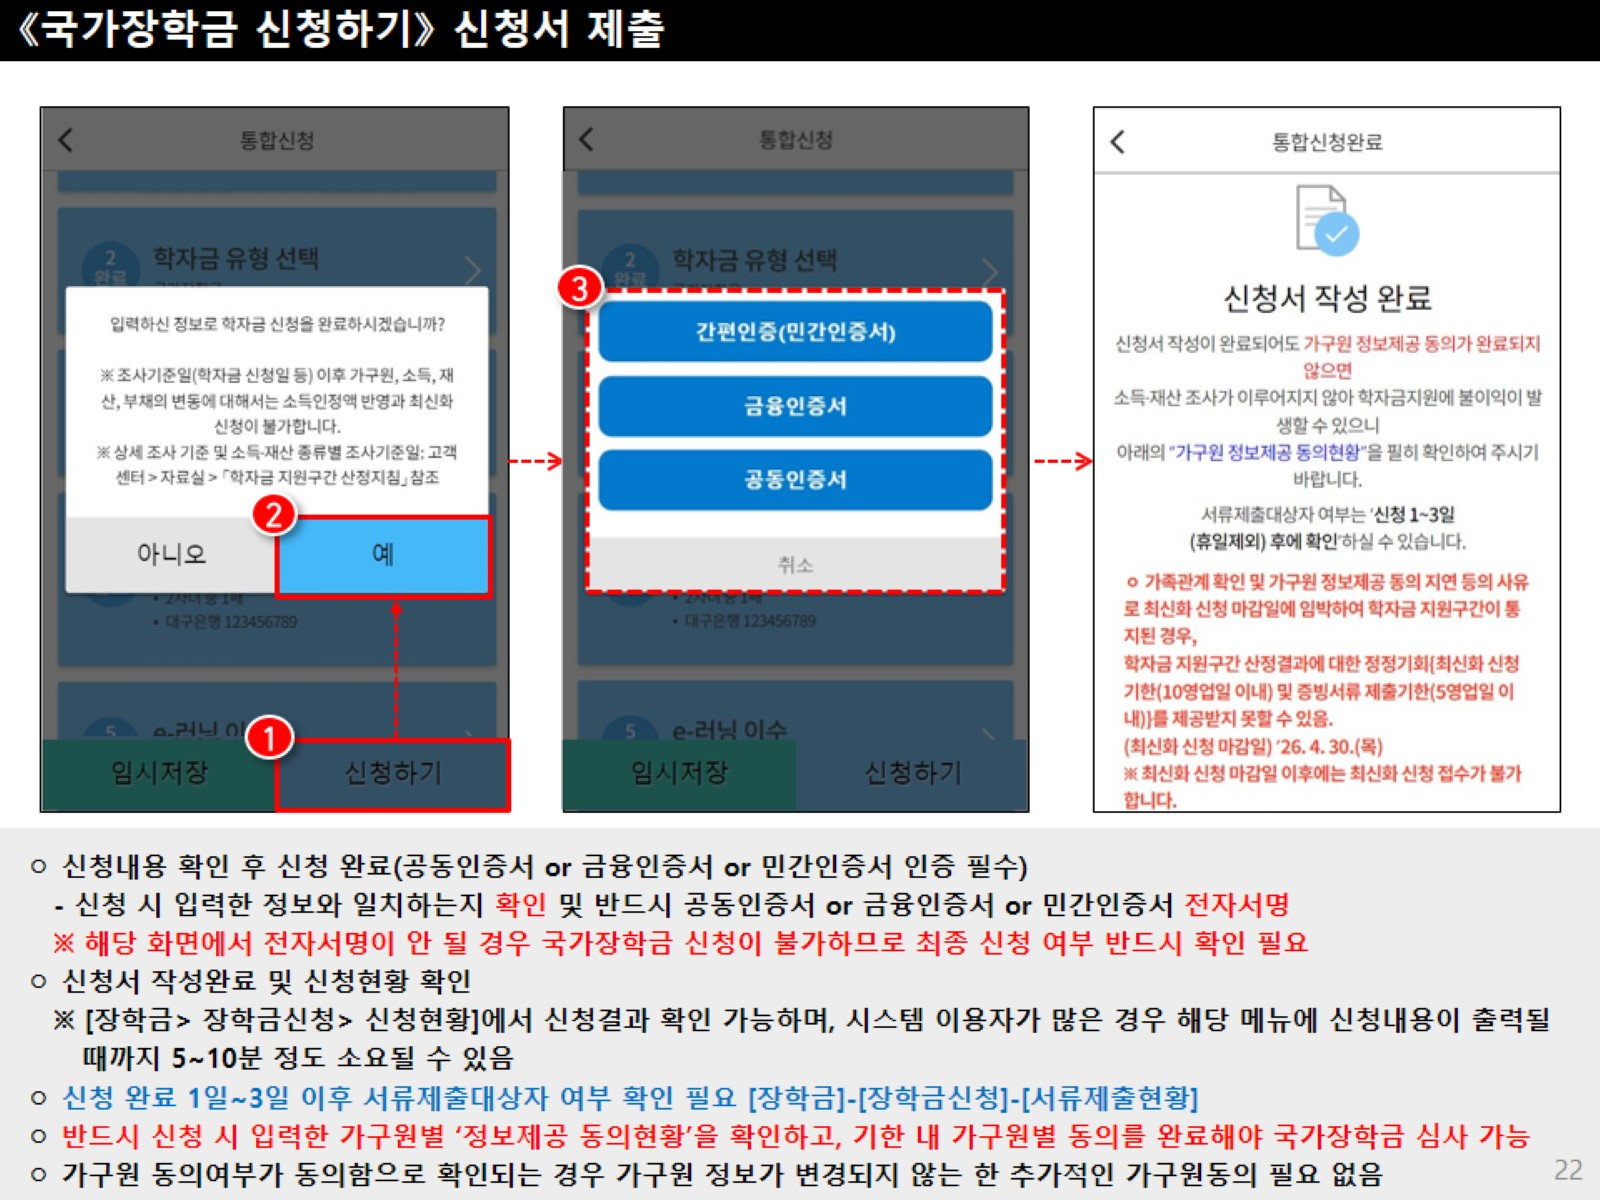 《국가장학금 신청하기》 신청서 제출
통합신청
2
완료
학자금 유형 선택
입력하신 정보로 학자금 신청을 완료하시겠습니까?
※ 조사기준일(학자금 신청일 등) 이후 가구원, 소득, 재
산, 부채의 변동에 대해서는 소득인정액 반영과 최신화
신청이 불가합니다.
※ 상세 조사 기준 및 소득·재산 종류별 조사기준일: 고객
센터 > 자료실 > 「학자금 지원구간 산정지침」 참조
2
아니오
예
• 대구은행 123456789
5
e-러닝 이
1
임시저장
신청하기
통합신청
2
완료
학자금 유형 선택
3
간편인증(민간인증서)
금융인증서
공동인증서
취소
• 대구은행 123456789
5
e-러닝 이수
임시저장
신청하기
통합신청완료
신청서 작성 완료
신청서 작성이 완료되어도 가구원 정보제공 동의가 완료되지
않으면
소득·재산 조사가 이루어지지 않아 학자금지원에 불이익이 발
생할 수 있으니
아래의 "가구원 정보제공 동의현황"을 필히 확인하여 주시기
바랍니다.
서류제출대상자 여부는 '신청 1~3일
(휴일제외) 후에 확인'하실 수 있습니다.
ㅇ 가족관계 확인 및 가구원 정보제공 동의 지연 등의 사유
로 최신화 신청 마감일에 임박하여 학자금 지원구간이 통
지된 경우,
학자금 지원구간 산정결과에 대한 정정기회{최신화 신청
기한(10영업일 이내) 및 증빙서류 제출기한(5영업일 이
내)}를 제공받지 못할 수 있음.
(최신화 신청 마감일) '26. 4. 30.(목)
※ 최신화 신청 마감일 이후에는 최신화 신청 접수가 불가
합니다.
ㅇ 신청내용 확인 후 신청 완료(공동인증서 or 금융인증서 or 민간인증서 인증 필수)
- 신청 시 입력한 정보와 일치하는지 확인 및 반드시 공동인증서 or 금융인증서 or 민간인증서 전자서명
※ 해당 화면에서 전자서명이 안 될 경우 국가장학금 신청이 불가하므로 최종 신청 여부 반드시 확인 필요
ㅇ 신청서 작성완료 및 신청현황 확인
※ [장학금> 장학금신청> 신청현황]에서 신청결과 확인 가능하며, 시스템 이용자가 많은 경우 해당 메뉴에 신청내용이 출력될
때까지 5~10분 정도 소요될 수 있음
ㅇ 신청 완료 1일~3일 이후 서류제출대상자 여부 확인 필요 [장학금]-[장학금신청]-[서류제출현황]
ㅇ 반드시 신청 시 입력한 가구원별 '정보제공 동의현황'을 확인하고, 기한 내 가구원별 동의를 완료해야 국가장학금 심사 가능
ㅇ 가구원 동의여부가 동의함으로 확인되는 경우 가구원 정보가 변경되지 않는 한 추가적인 가구원동의 필요 없음
22